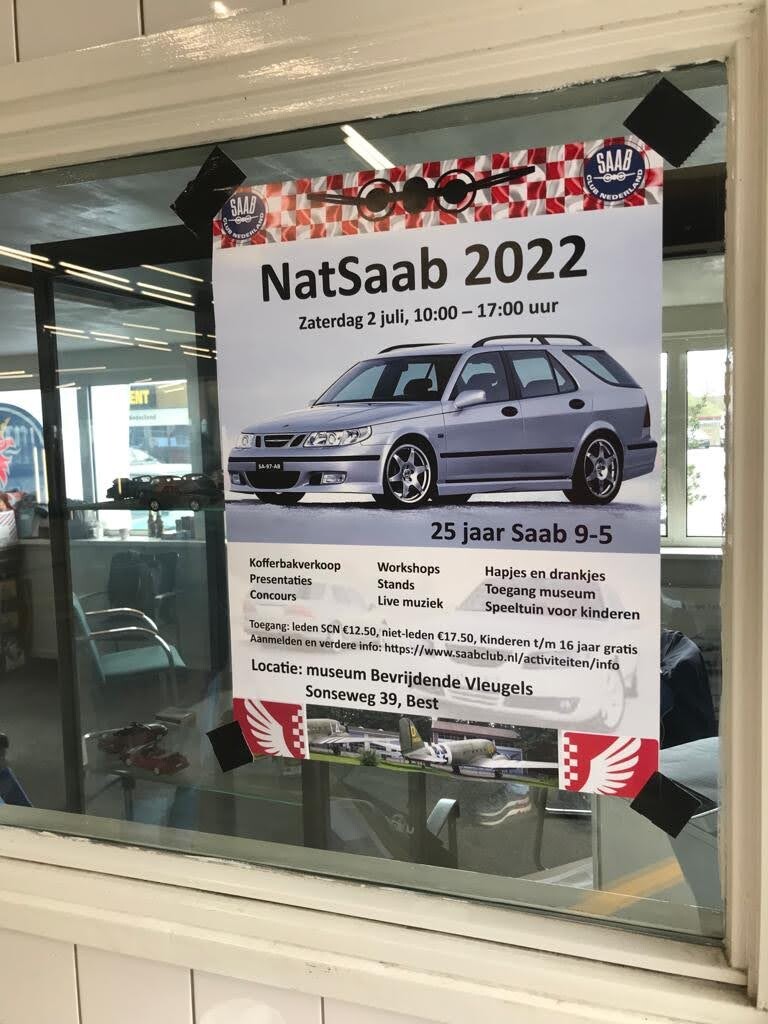 SAAB
CLUB NEDERLAND
SAAB
CLUB NEDERLAND
NatSaab 2022
Zaterdag 2 juli, 10:00 – 17:00 uur
SA-97-AB
25 jaar Saab 9-5
Kofferbakverkoop
Presentaties
Concours
Workshops
Stands
Live muziek
Hapjes en drankjes
Toegang museum
Speeltuin voor kinderen
Toegang: leden SCN €12.50, niet-leden €17.50, Kinderen t/m 16 jaar gratis
Aanmelden en verdere info: https://www.saabclub.nl/activiteiten/info
Locatie: museum Bevrijdende Vleugels
Sonseweg 39, Best